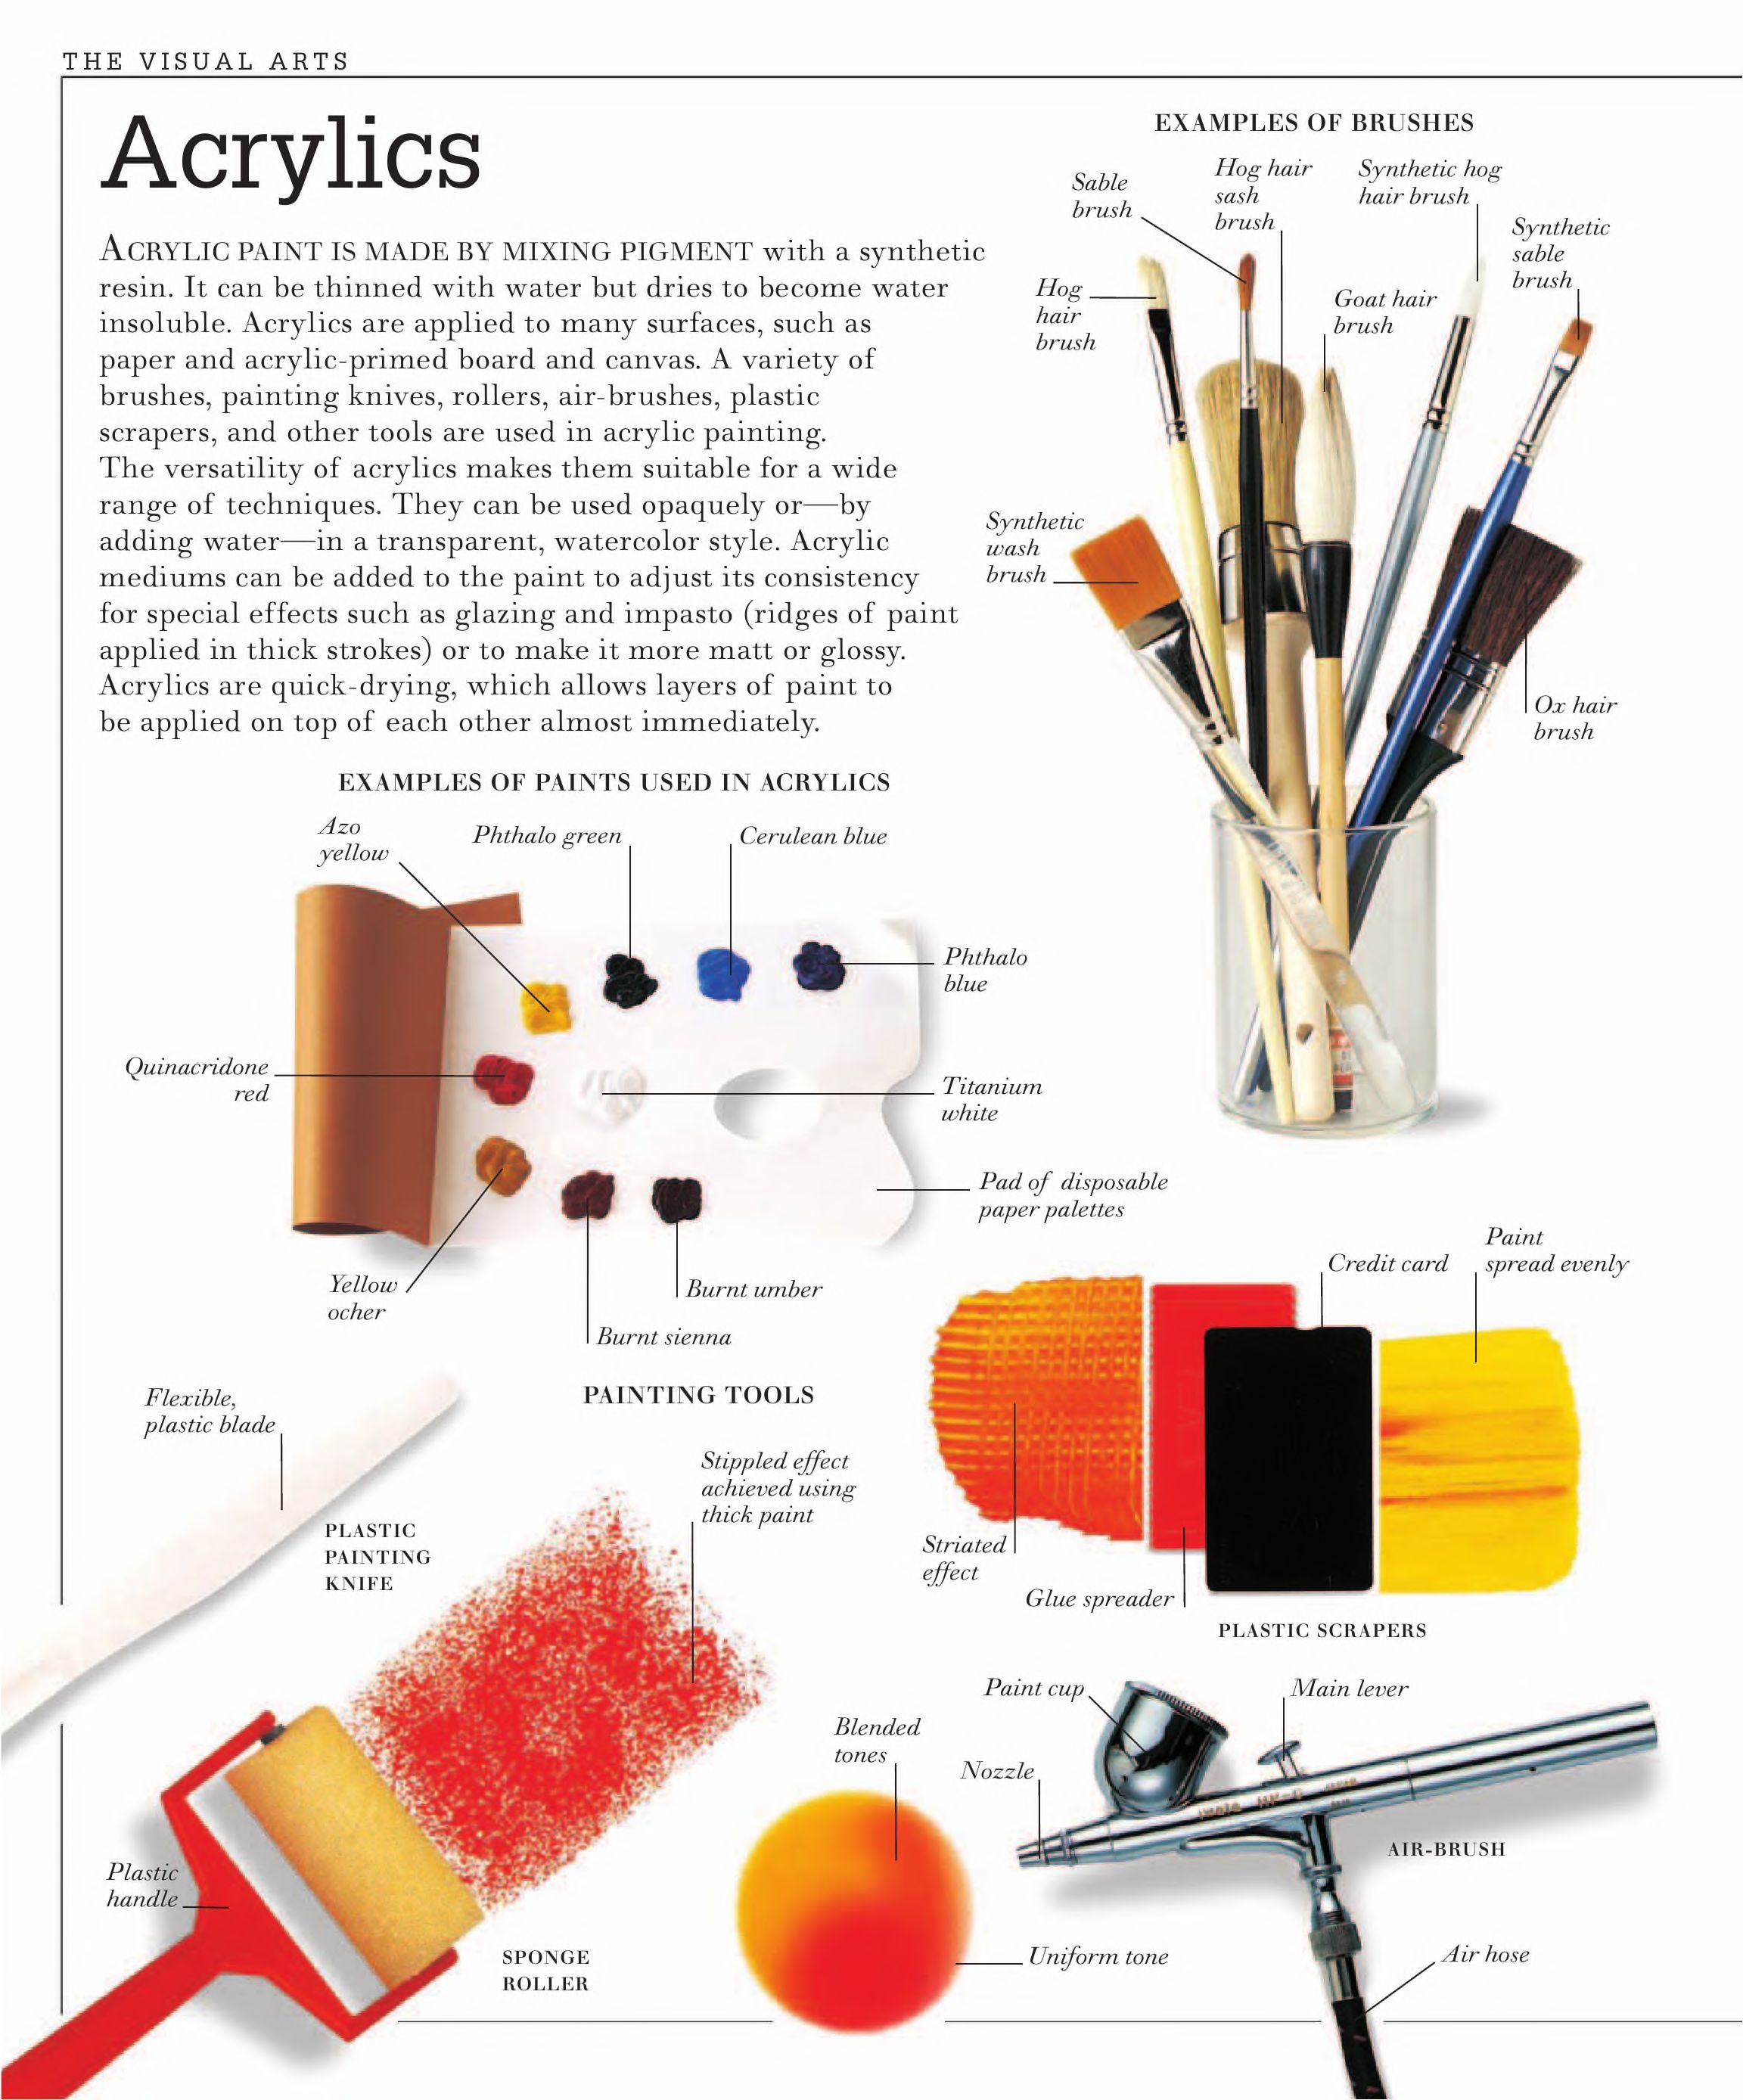 THE VISUAL ARTS
Acrylics
ACRYLIC PAINT IS MADE BY MIXING PIGMENT with a synthetic
resin. It can be thinned with water but dries to become water
insoluble. Acrylics are applied to many surfaces, such as
paper and acrylic-primed board and canvas. A variety of
brushes, painting knives, rollers, air-brushes, plastic
scrapers, and other tools are used in acrylic painting.
The versatility of acrylics makes them suitable for a wide
range of techniques. They can be used opaquely or—by
adding water—in a transparent, watercolor style. Acrylic
mediums can be added to the paint to adjust its consistency
for special effects such as glazing and impasto (ridges of paint
applied in thick strokes) or to make it more matt or glossy.
Acrylics are quick-drying, which allows layers of paint to
be applied on top of each other almost immediately.
EXAMPLES OF BRUSHES
Sable
brush
Hog hair
sash
brush
Synthetic hog
hair brush
Synthetic
sable
brush
Hog
hair
brush
Goat hair
brush
Synthetic
wash
brush
Ox hair
brush
EXAMPLES OF PAINTS USED IN ACRYLICS
Azo
yellow
Phthalo green
Cerulean blue
Phthalo
blue
Quinacridone
red
Titanium
white
Pad of disposable
paper palettes
Yellow
ocher
Burnt umber
Burnt sienna
PAINTING TOOLS
Flexible,
plastic blade
PLASTIC
PAINTING
KNIFE
Stippled effect
achieved using
thick paint
Credit card
Paint
spread evenly
Striated
effect
Glue spreader
PLASTIC SCRAPERS
Plastic
handle
SPONGE
ROLLER
Blended
tones
Uniform tone
Paint cup
Main lever
Nozzle
AIR-BRUSH
Air hose